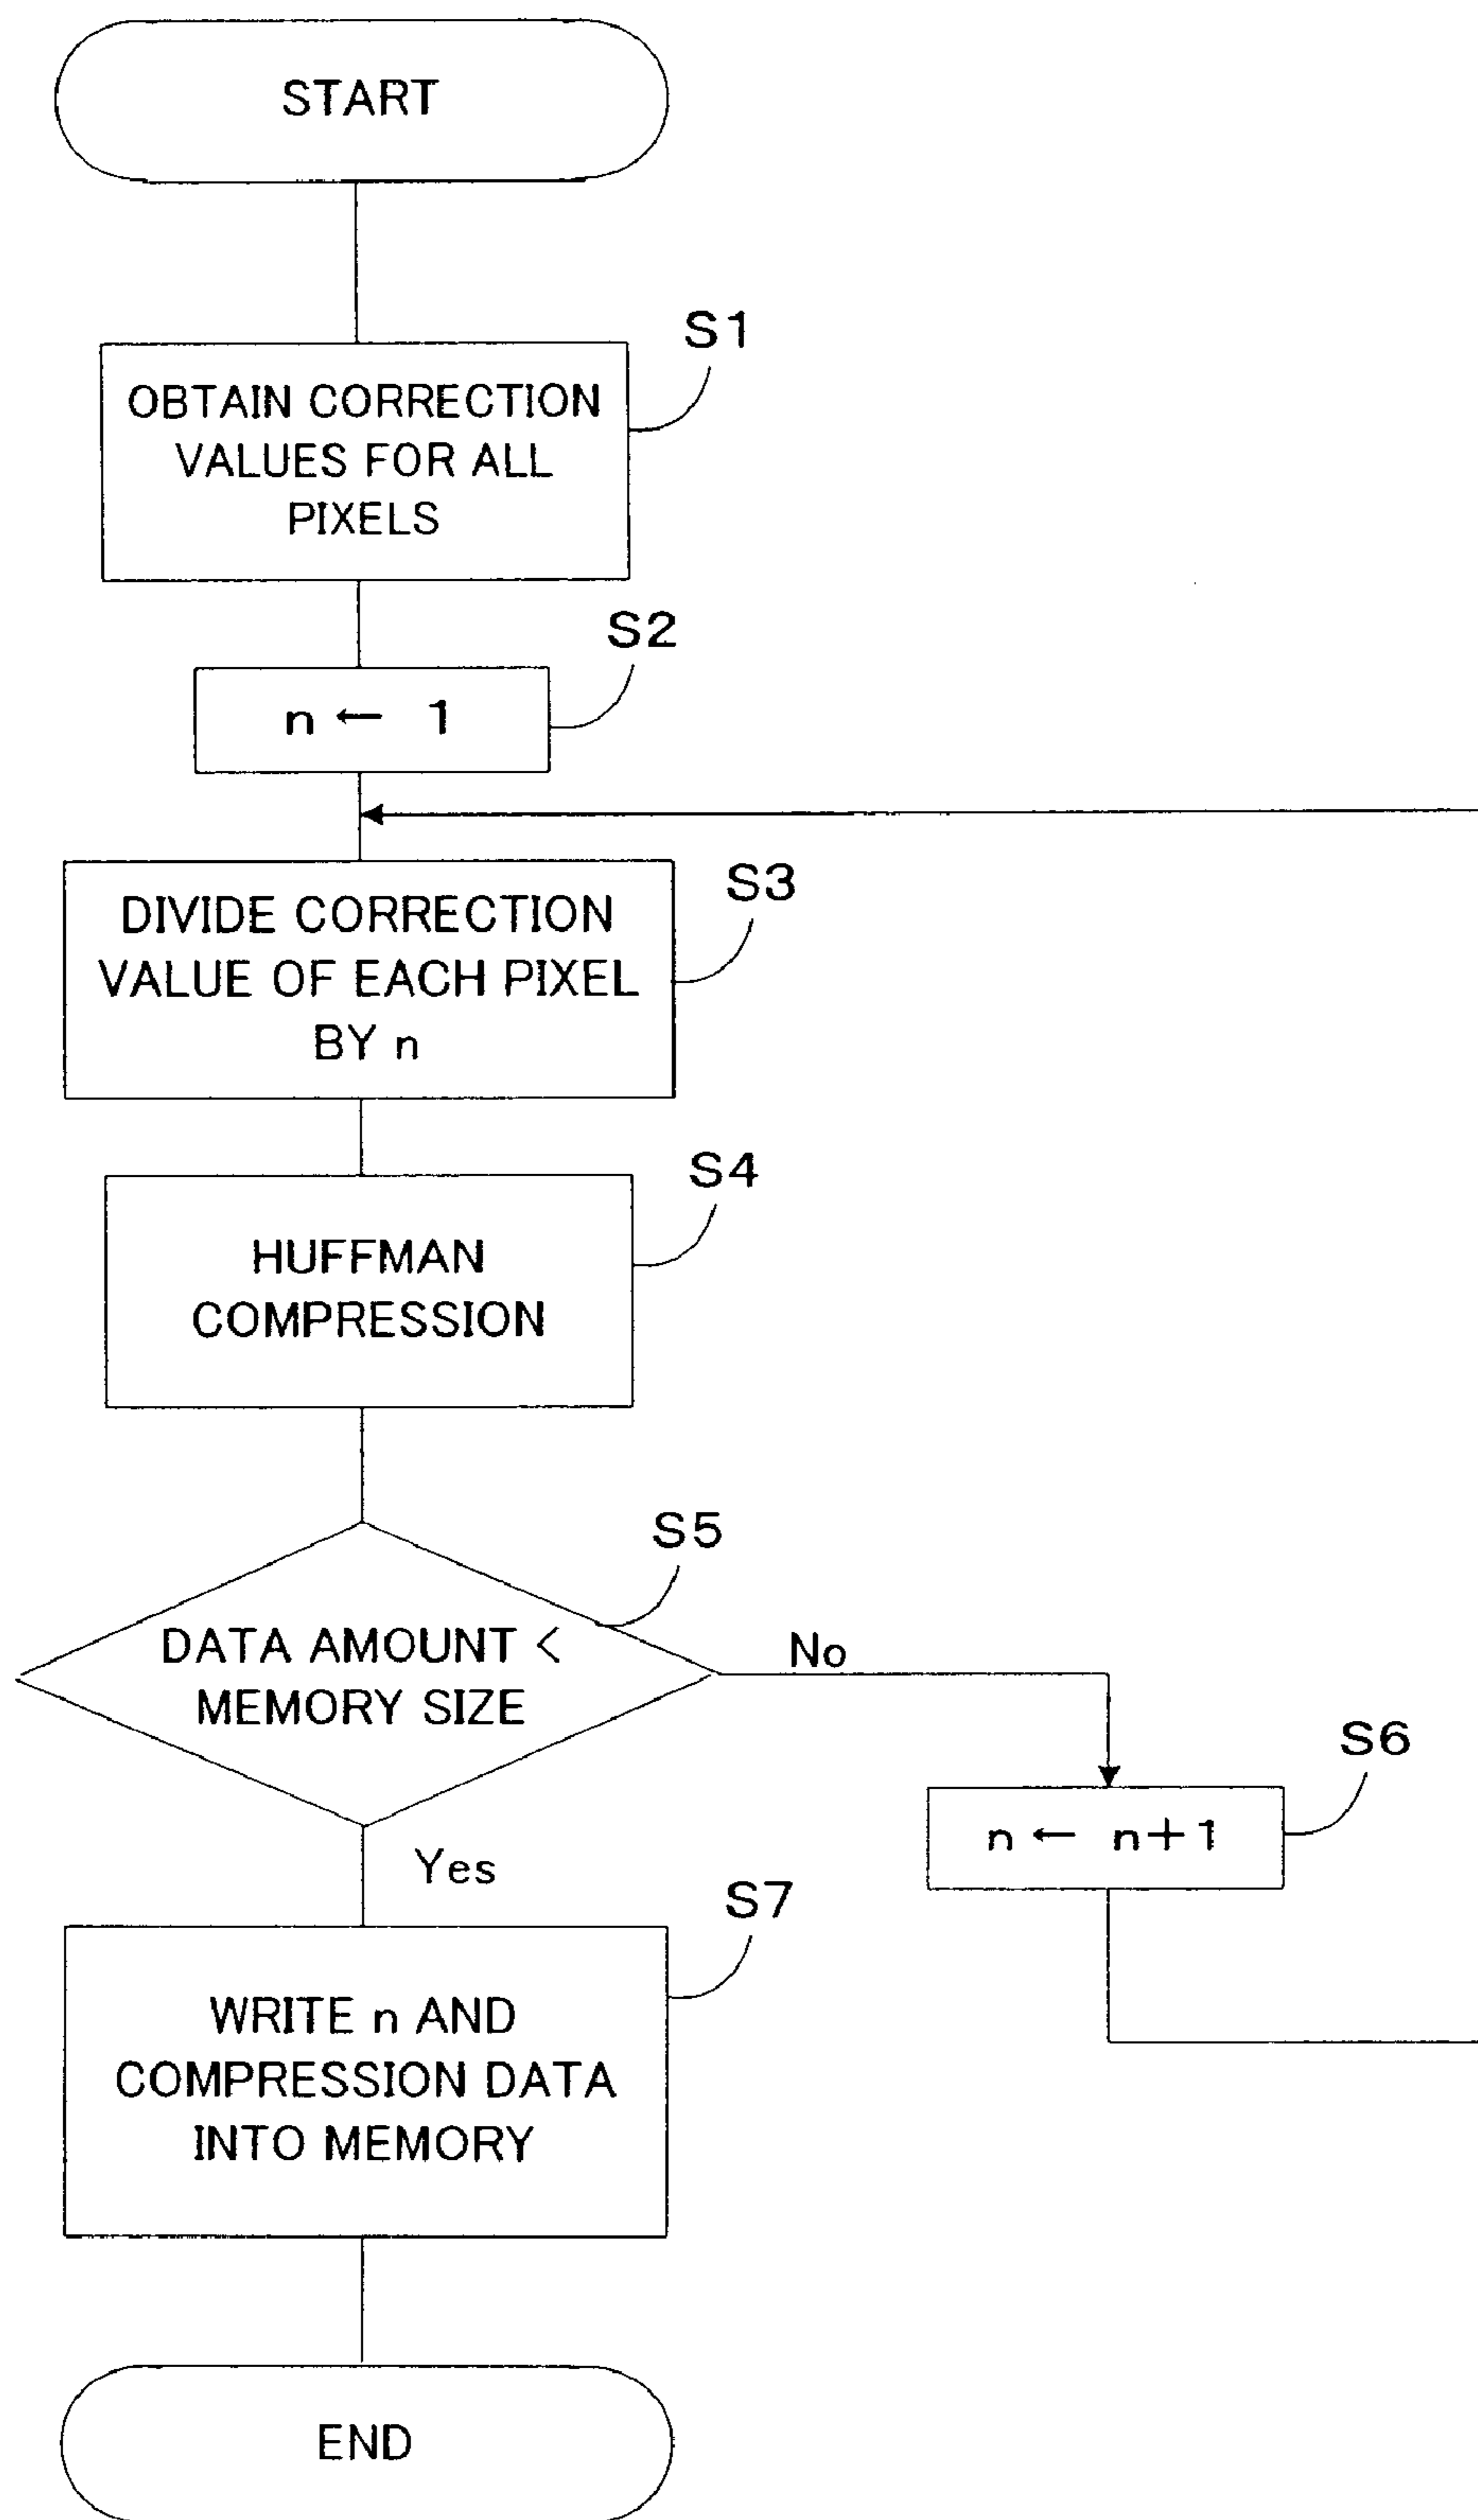 START
S1
OBTAIN CORRECTION
VALUES FOR ALL
PIXELS
S2
n ← 1
S3
DIVIDE CORRECTION
VALUE OF EACH PIXEL
BY n
S4
HUFFMAN
COMPRESSION
S5
DATA AMOUNT <
MEMORY SIZE
No
S6
n ← n+1
Yes
S7
WRITE n AND
COMPRESSION DATA
INTO MEMORY
END